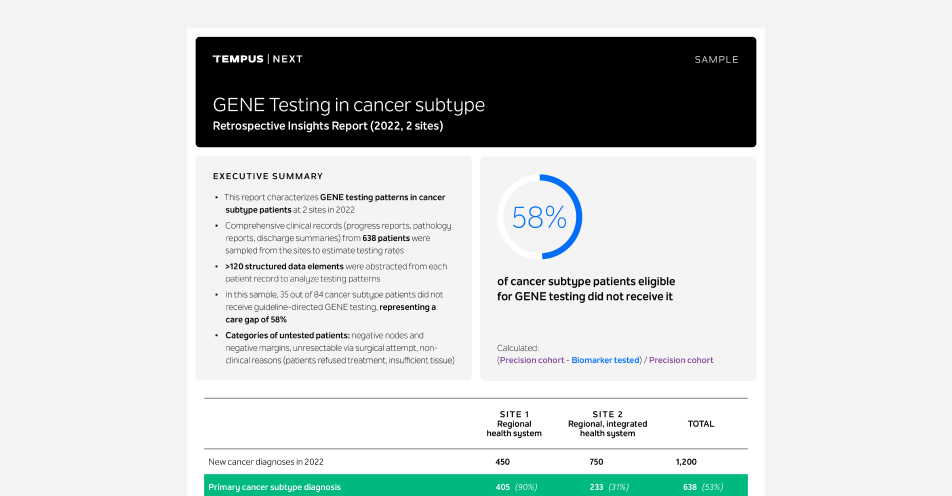 TEMPUS | NEXT
SAMPLE
GENE Testing in cancer subtype
Retrospective Insights Report (2022, 2 sites)
EXECUTIVE SUMMARY
• This report characterizes GENE testing patterns in cancer
subtype patients at 2 sites in 2022
• Comprehensive clinical records (progress reports, pathology
reports, discharge summaries) from 638 patients were
sampled from the sites to estimate testing rates
• >120 structured data elements were abstracted from each
patient record to analyze testing patterns
• In this sample, 35 out of 84 cancer subtype patients did not
receive guideline-directed GENE testing, representing a
care gap of 58%
• Categories of untested patients: negative nodes and
negative margins, unresectable via surgical attempt, non-
clinical reasons (patients refused treatment, insufficient tissue)
58%
of cancer subtype patients eligible
for GENE testing did not receive it
Calculated:
(Precision cohort - Biomarker tested) / Precision cohort
SITE 1 SITE 2
Regional Regional, integrated TOTAL
health system health system
New cancer diagnoses in 2022 450 750 1,200
Primary cancer subtype diagnosis 405 (90%) 233 (31%) 638 (53%)